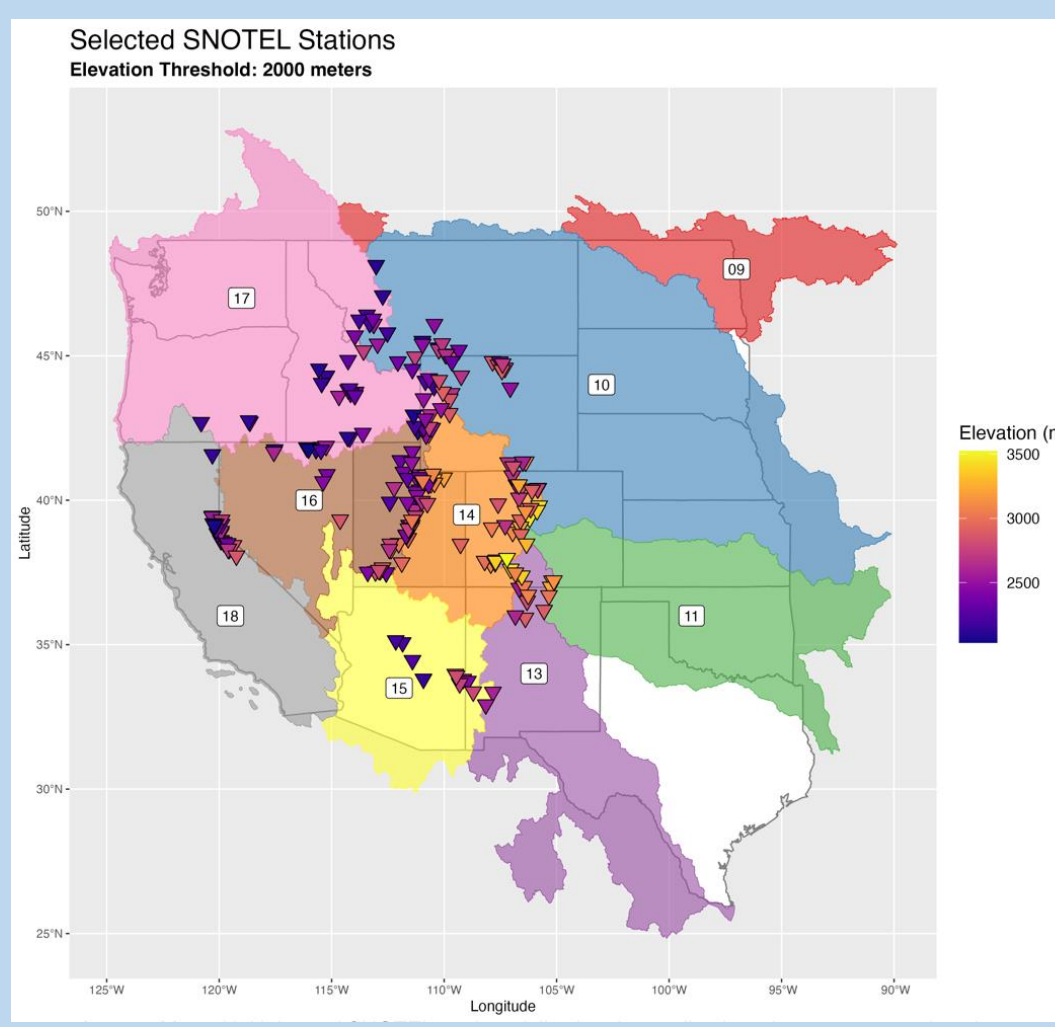 Selected SNOTEL Stations
Elevation Threshold: 2000 meters
50°N
45°N
40°N
35°N
30°N
25°N
Latitude
17
09
10
16
14
18
11
13
15
Elevation (m
3500
3000
2500
125°W 120°W 115°W 110°W 105°W 100°W 95°W 90°W
Longitude